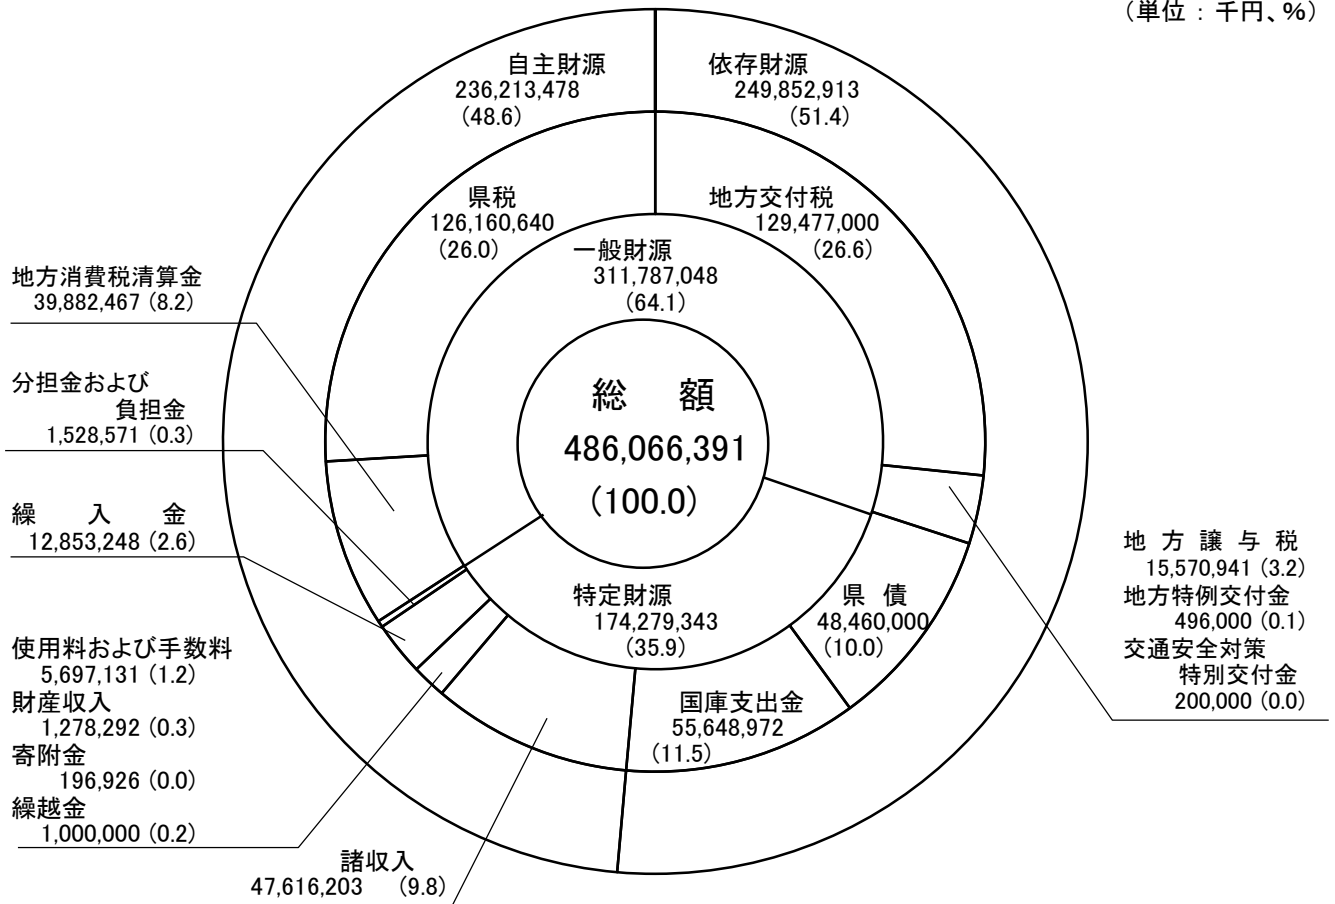 （単位：千円、％）
自主財源
236,213,478
(48.6)
依存財源
249,852,913
(51.4)
県税
126,160,640
(26.0)
地方交付税
129,477,000
(26.6)
一般財源
311,787,048
(64.1)
総　額
486,066,391
(100.0)
特定財源
174,279,343
(35.9)
県 債
48,460,000
(10.0)
国庫支出金
55,648,972
(11.5)
地方消費税清算金
39,882,467 (8.2)
分担金および
負担金
1,528,571 (0.3)
繰　入　金
12,853,248 (2.6)
使用料および手数料
5,697,131 (1.2)
財産収入
1,278,292 (0.3)
寄附金
196,926 (0.0)
繰越金
1,000,000 (0.2)
諸収入
47,616,203 (9.8)
地 方 譲 与 税
15,570,941 (3.2)
地方特例交付金
496,000 (0.1)
交通安全対策
特別交付金
200,000 (0.0)